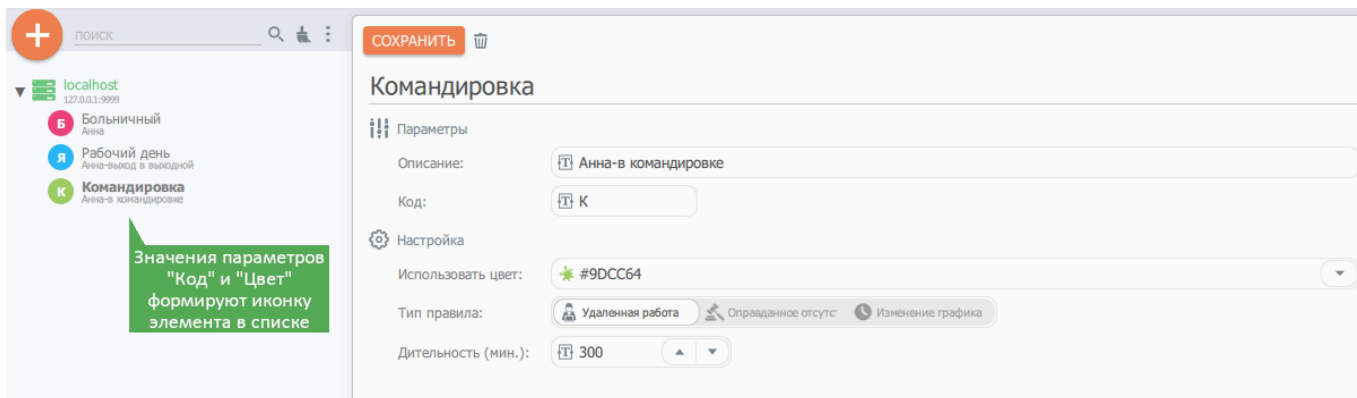 поиск
localhost
127.0.0.1:9999
Б
Больничный
Анна
Я
Рабочий день
Анна-выход в выходной
К
Командировка
Анна-в командировке
Значения параметров
"Код" и "Цвет"
формируют иконку
элемента в списке
СОХРАНИТЬ
Командировка
Параметры
Описание: Анна-в командировке
Код: К
Настройка
Использовать цвет: #9DCC64
Тип правила: Удаленная работа Оправданное отсутс Изменение графика
Дительность (мин.): 300